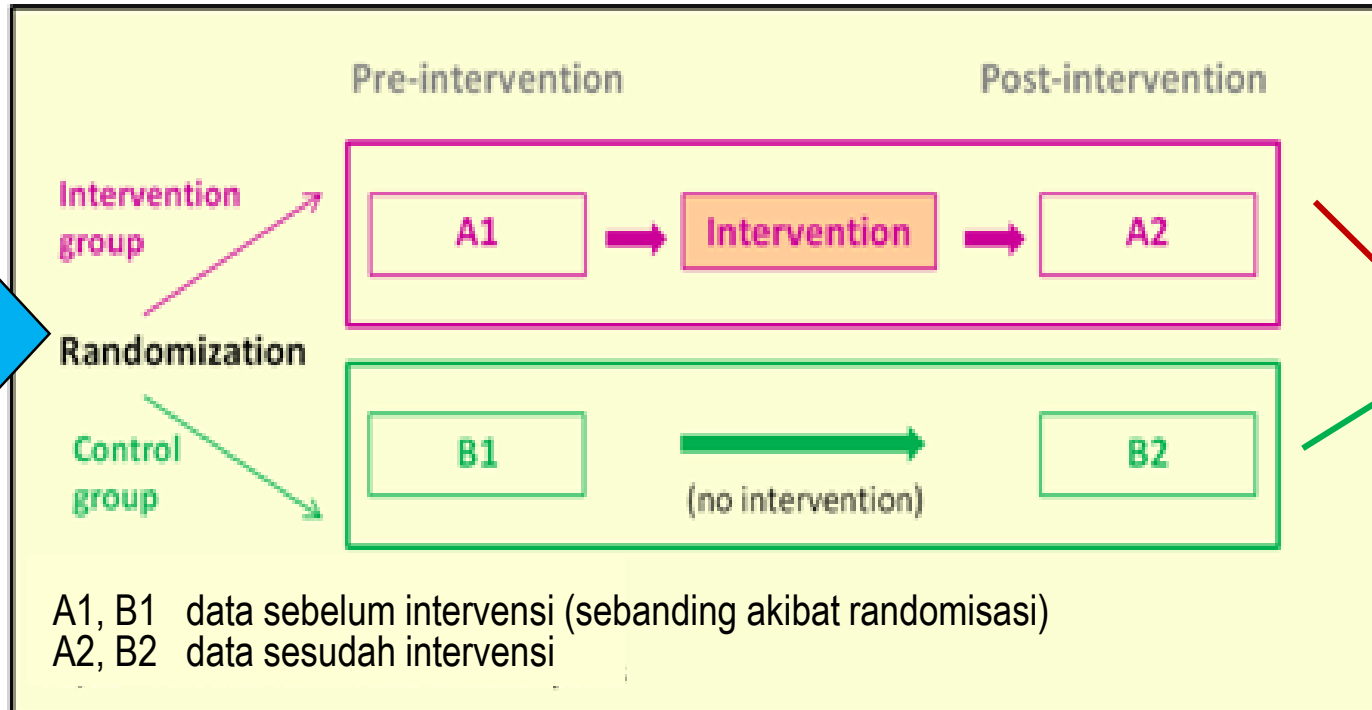 Pre-intervention Post-intervention
Intervention
group
A1 Intervention A2
Randomization
Control
group
B1 B2
(no intervention)
A1, B1 data sebelum intervensi (sebanding akibat randomisasi)
A2, B2 data sesudah intervensi